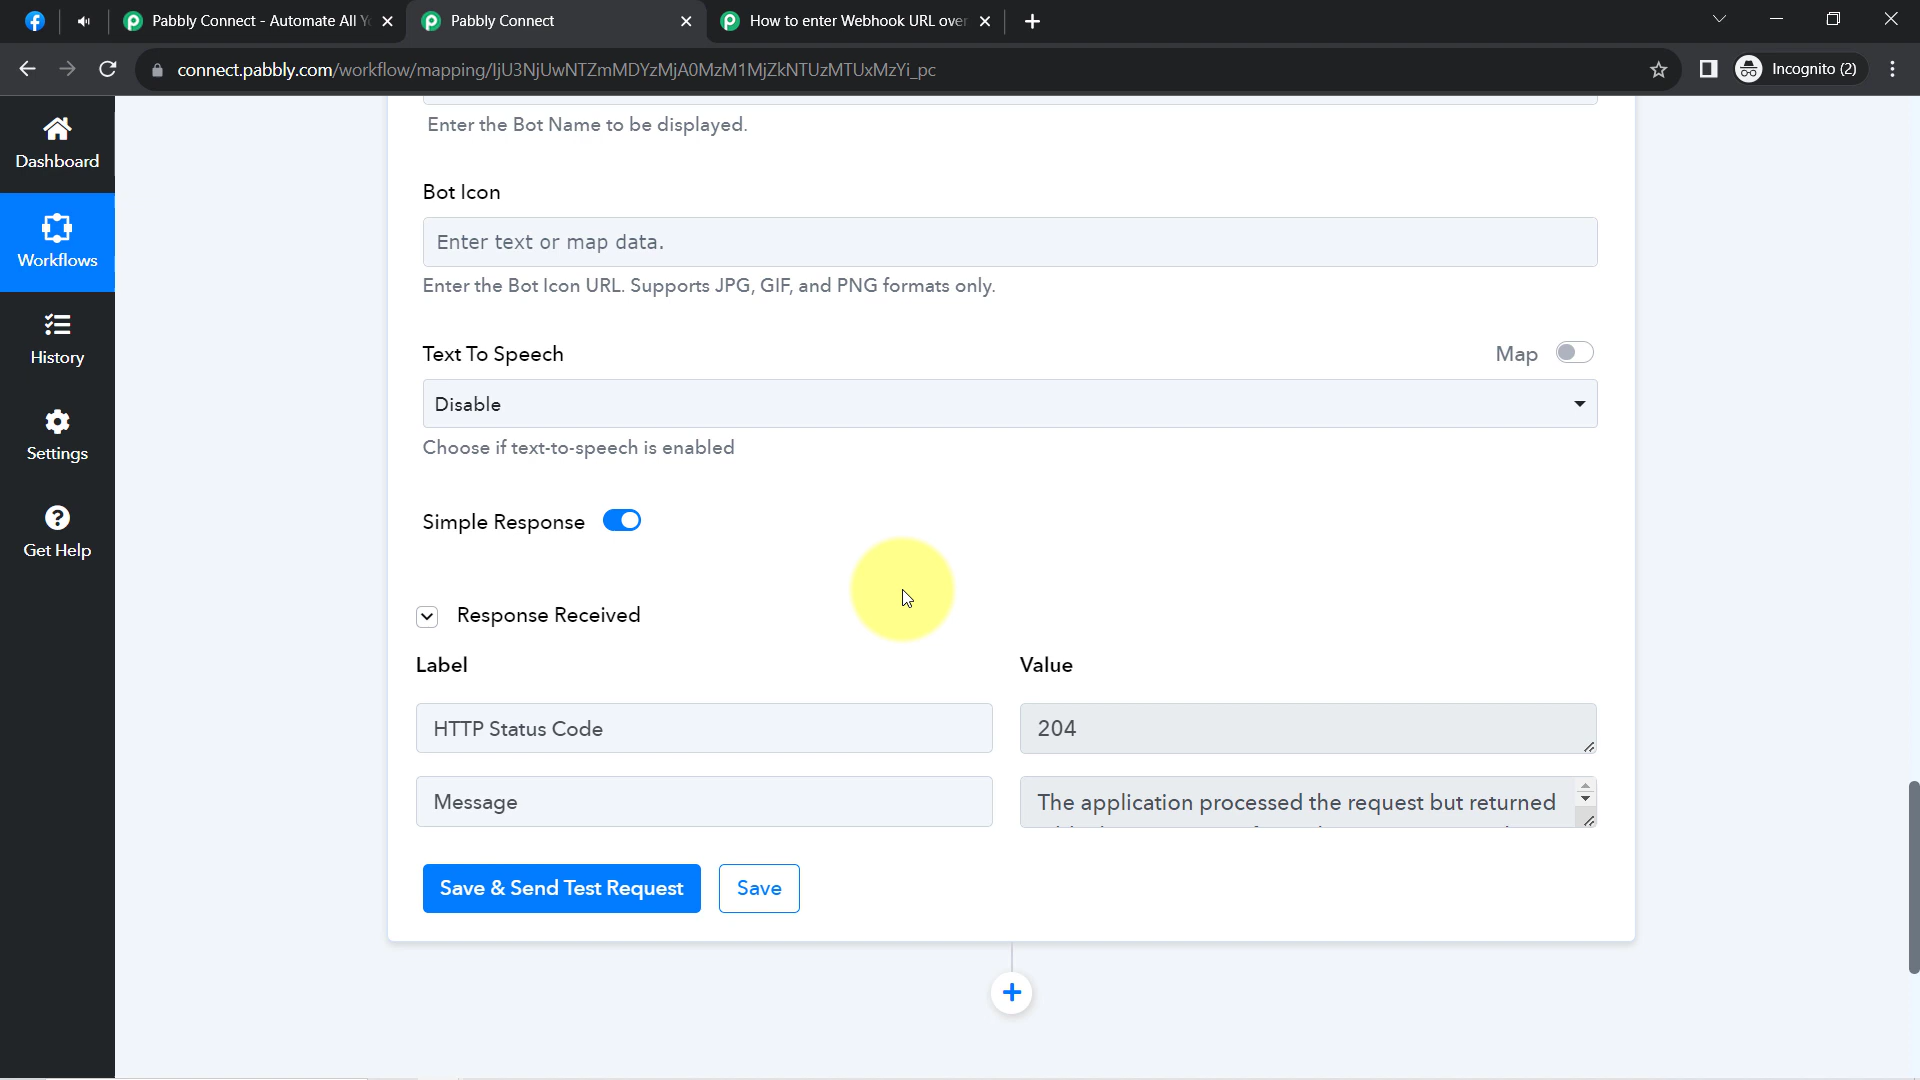 Pabbly Connect - Automate All Y
Pabbly Connect
How to enter Webhook URL over
connect.pabbly.com/workflow/mapping/IjU3NjUwNTZmMDYzMjA0MzM1MjZkNTUzMTUxMzYi_pc
Incognito (2)
Dashboard
Workflows
History
Settings
Get Help
Enter the Bot Name to be displayed.
Bot Icon
Enter text or map data.
Enter the Bot Icon URL. Supports JPG, GIF, and PNG formats only.
Text To Speech
Map
Disable
Choose if text-to-speech is enabled
Simple Response
Response Received
Label
Value
HTTP Status Code
204
Message
The application processed the request but returned
Save & Send Test Request
Save